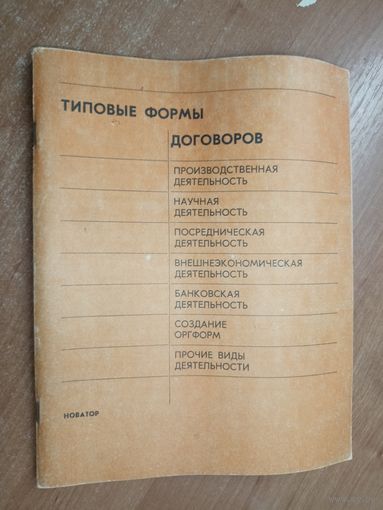 ТИПОВЫЕ ФОРМЫ
ДОГОВОРОВ
ПРОИЗВОДСТВЕННАЯ
ДЕЯТЕЛЬНОСТЬ
НАУЧНАЯ
ДЕЯТЕЛЬНОСТЬ
ПОСРЕДНИЧЕСКАЯ
ДЕЯТЕЛЬНОСТЬ
ВНЕШНЕЭКОНОМИЧЕСКАЯ
ДЕЯТЕЛЬНОСТЬ
БАНКОВСКАЯ
ДЕЯТЕЛЬНОСТЬ
СОЗДАНИЕ
ОРГФОРМ
ПРОЧИЕ ВИДЫ
ДЕЯТЕЛЬНОСТИ
НОВАТОР